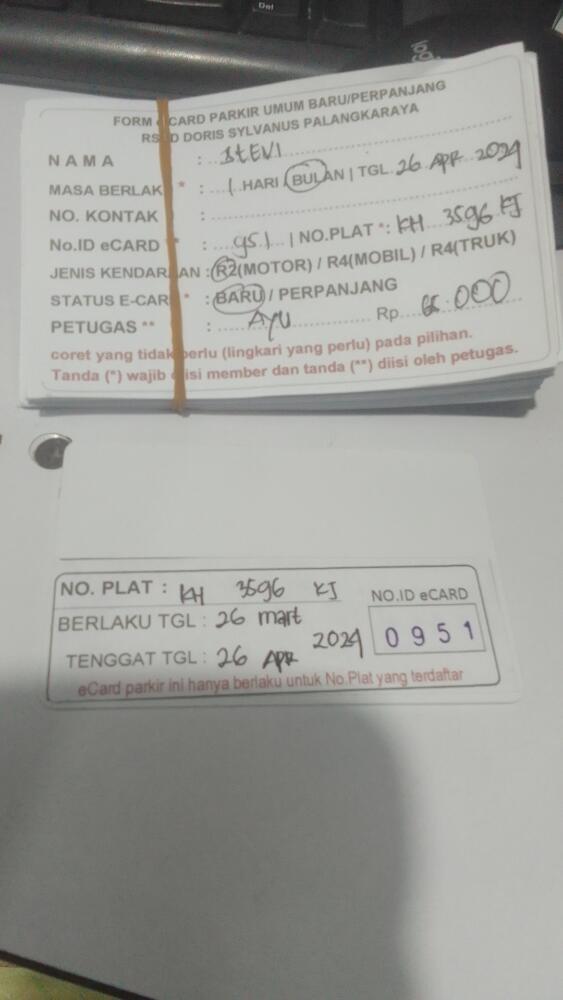 Del
FORM eCARD PARKIR UMUM BARU/PERPANJANG
RSUD DORIS SYLVANUS PALANGKARAYA
NAMA : STEVI
MASA BERLAK * : 1 HARI / BULAN | TGL. 26 APR 2024
NO. KONTAK :
No.ID eCARD * : 951 | NO.PLAT *: KH 3596 KJ
JENIS KENDARAAN : R2(MOTOR) / R4(MOBIL) / R4(TRUK)
STATUS E-CAR * : BARU / PERPANJANG
PETUGAS ** : AYU Rp 65.000
coret yang tidak perlu (lingkari yang perlu) pada pilihan.
Tanda (*) wajib diisi member dan tanda (**) diisi oleh petugas.
NO. PLAT : KH 3596 KJ
NO.ID eCARD
BERLAKU TGL : 26 mart
2024
0951
TENGGAT TGL : 26 APR
eCard parkir ini hanya berlaku untuk No.Plat yang terdaftar